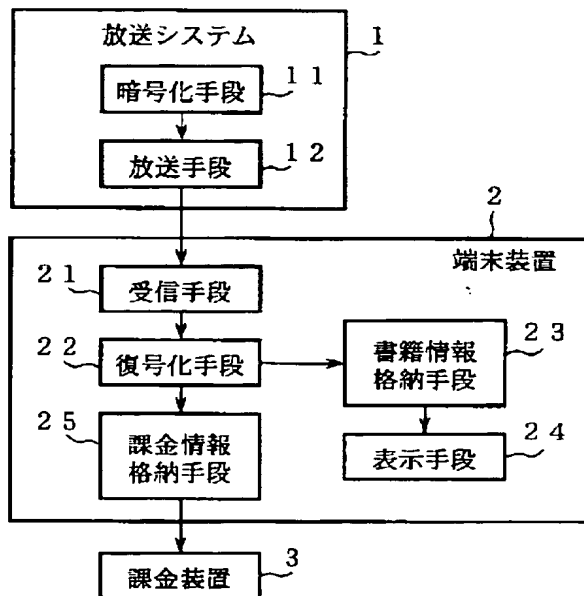 放送システム
1
暗号化手段
11
放送手段
12
2
端末装置
21
受信手段
22
復号化手段
書籍情報
格納手段
23
25
課金情報
格納手段
表示手段
24
課金装置
3